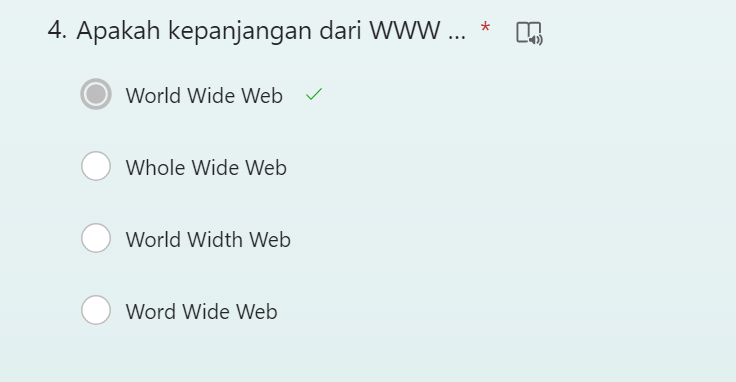 4. Apakah kepanjangan dari WWW ... *
World Wide Web
Whole Wide Web
World Width Web
Word Wide Web